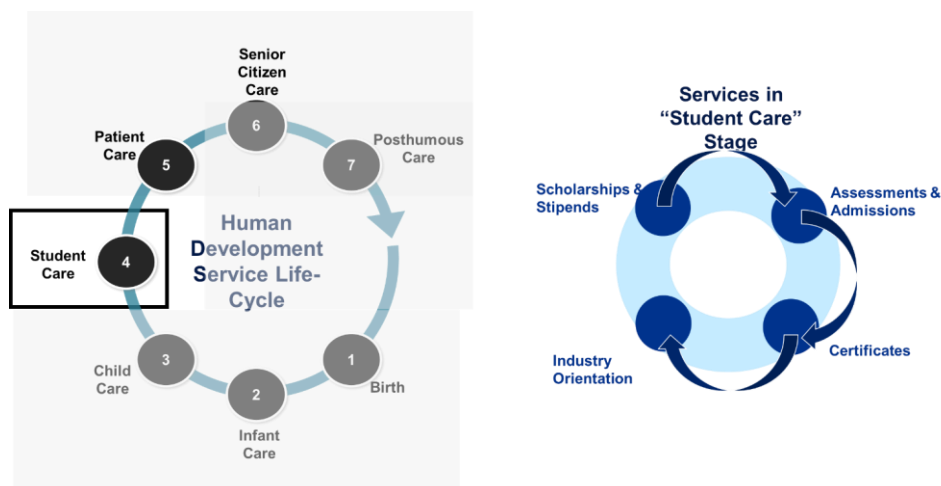 Senior
Citizen
Care
6
Patient
Care
5
Posthumous
Care
7
Student
Care
4
Human
Development
Service Life-
Cycle
Child
Care
3
Infant
Care
2
Birth
1
Services in
“Student Care”
Stage
Scholarships &
Stipends
Assessments &
Admissions
Industry
Orientation
Certificates